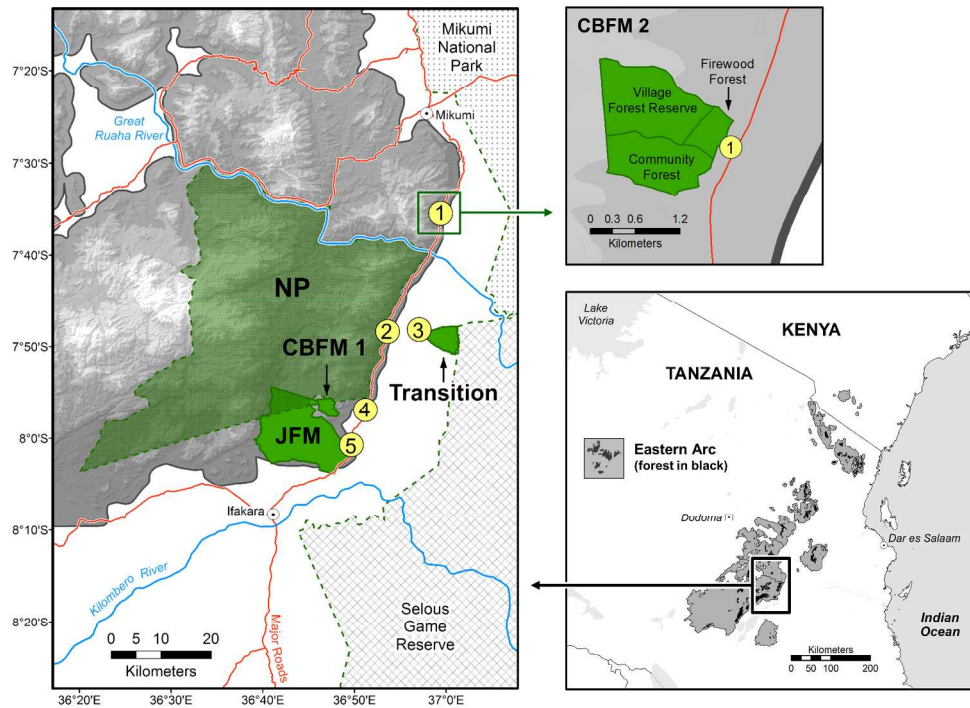 Mikumi
National
Park
7°20'S
Great
Ruaha River
Mikumi
7°30'S
1
7°40'S
NP
2
3
7°50'S
CBFM 1
Transition
4
8°00'S
JFM
5
Ifakara
8°10'S
Kilombero River
Major Roads
Selous
Game
Reserve
8°20'S
0 5 10 20
Kilometers
36°20'E 36°30'E 36°40'E 36°50'E 37°0'E
CBFM 2
Firewood
Forest
Village
Forest Reserve
1
Community
Forest
0 0.3 0.6 1.2
Kilometers
Lake
Victoria
KENYA
TANZANIA
Eastern Arc
(forest in black)
Dodoma
Dar es Salaam
Indian
Ocean
Kilometers
0 50 100 200